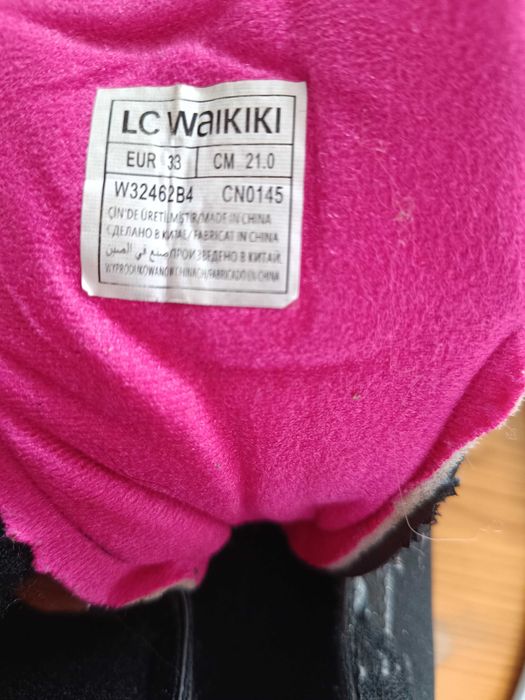 LC WAIKIKI
EUR 33 CM 21.0
W32462B4 CN0145
ÇİN'DE ÜRETİLMİŞTİR/MADE IN CHINA
СДЕЛАНО В КИТАЕ/ FABRICAT IN CHINA
صنع في الصين/ПРОИЗВЕДЕНО В КИТАЙ
WYPRODUKOWANO W CHINACH/FABRICADO EN CHINA